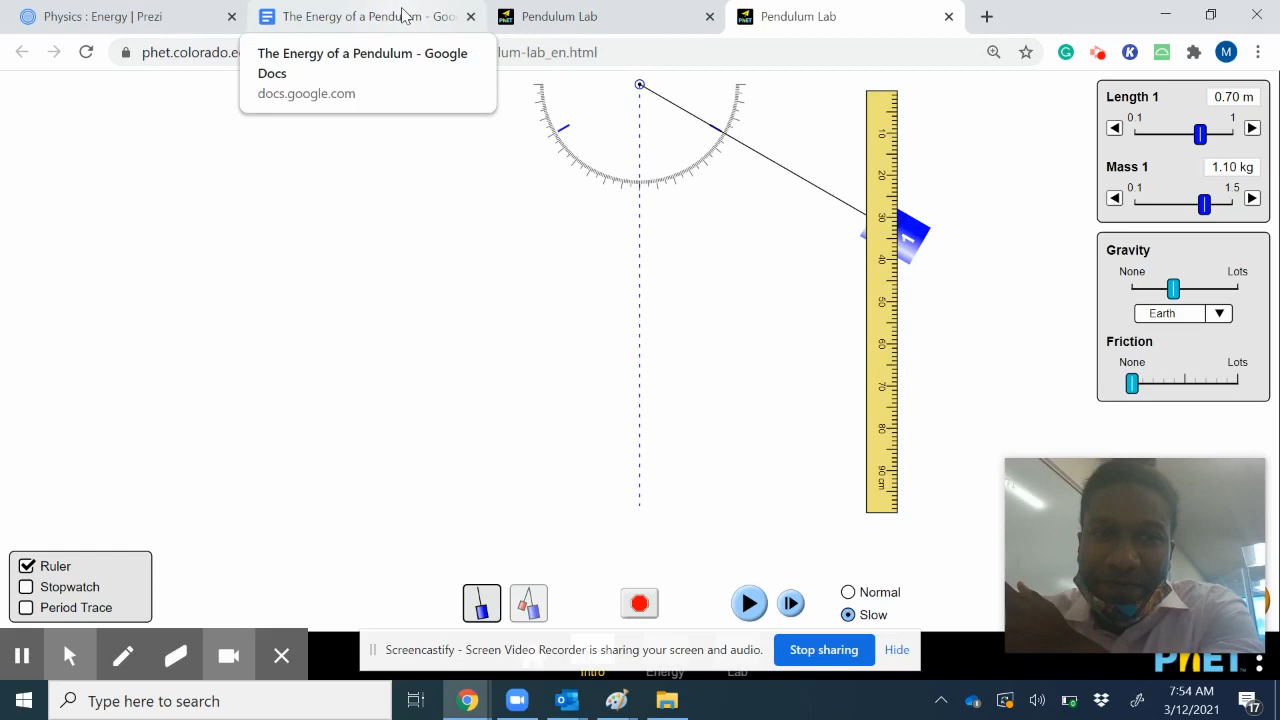 Physics : Energy | Prezi
The Energy of a Pendulum - Goo
Pendulum Lab
Pendulum Lab
phet.colorado.e
lum-lab_en.html
The Energy of a Pendulum - Google
Docs
docs.google.com
Length 1 0.70 m
0.1 1
Mass 1 1.10 kg
0.1 1.5
Gravity
None Lots
Earth
Friction
None Lots
10
20
30
40
50
60
70
80
90 cm
1
Ruler
Stopwatch
Period Trace
Normal
Slow
Screencastify - Screen Video Recorder is sharing your screen and audio.
Stop sharing
Hide
Intro
Energy
Lab
PhET
Type here to search
7:54 AM
3/12/2021
17
M
K